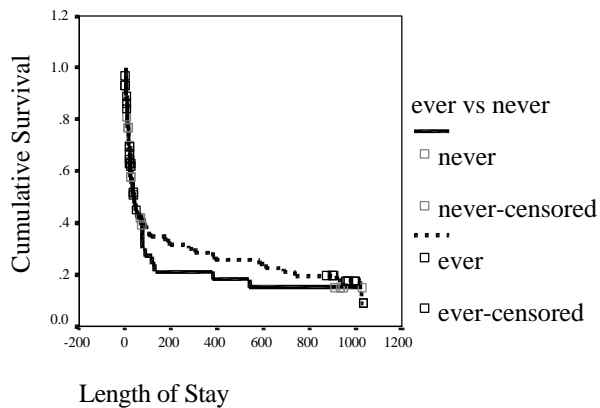 1.2
1.0
.8
.6
.4
.2
0.0
Cumulative Survival
-200
0
200
400
600
800
1000
1200
Length of Stay
ever vs never
never
never-censored
ever
ever-censored